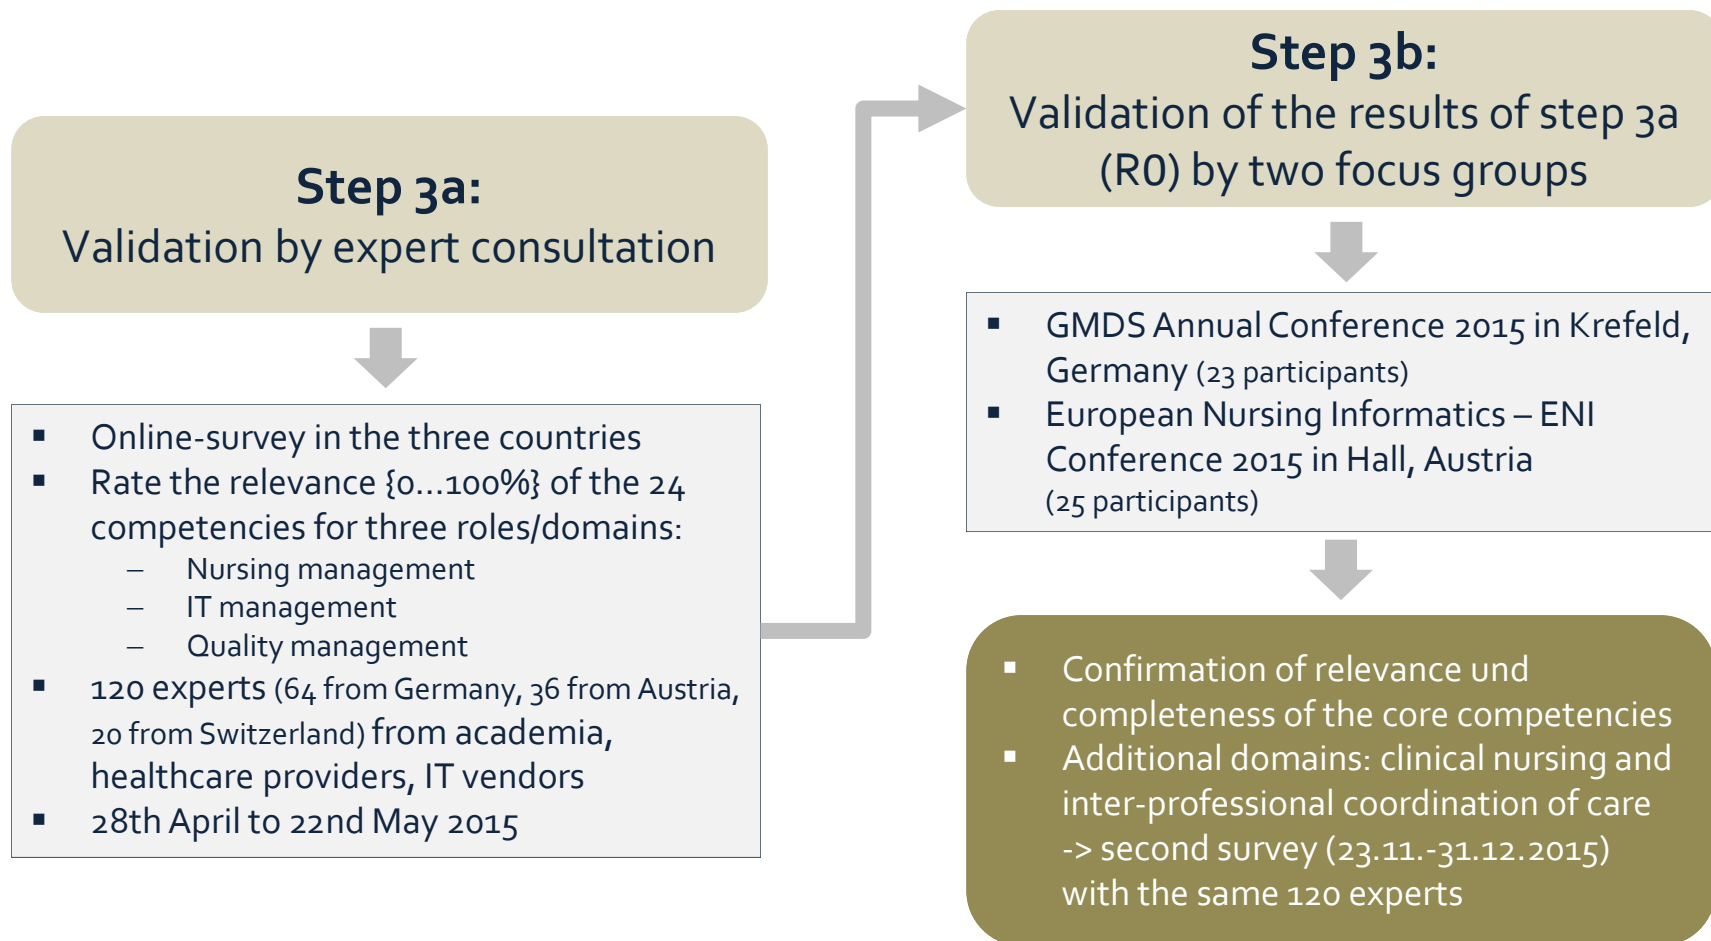 Step 3a:
Validation by expert consultation
▪ Online-survey in the three countries
▪ Rate the relevance {0...100%} of the 24
competencies for three roles/domains:
– Nursing management
– IT management
– Quality management
▪ 120 experts (64 from Germany, 36 from Austria,
20 from Switzerland) from academia,
healthcare providers, IT vendors
▪ 28th April to 22nd May 2015
Step 3b:
Validation of the results of step 3a
(R0) by two focus groups
▪ GMDS Annual Conference 2015 in Krefeld,
Germany (23 participants)
▪ European Nursing Informatics – ENI
Conference 2015 in Hall, Austria
(25 participants)
▪ Confirmation of relevance und
completeness of the core competencies
▪ Additional domains: clinical nursing and
inter-professional coordination of care
-> second survey (23.11.-31.12.2015)
with the same 120 experts